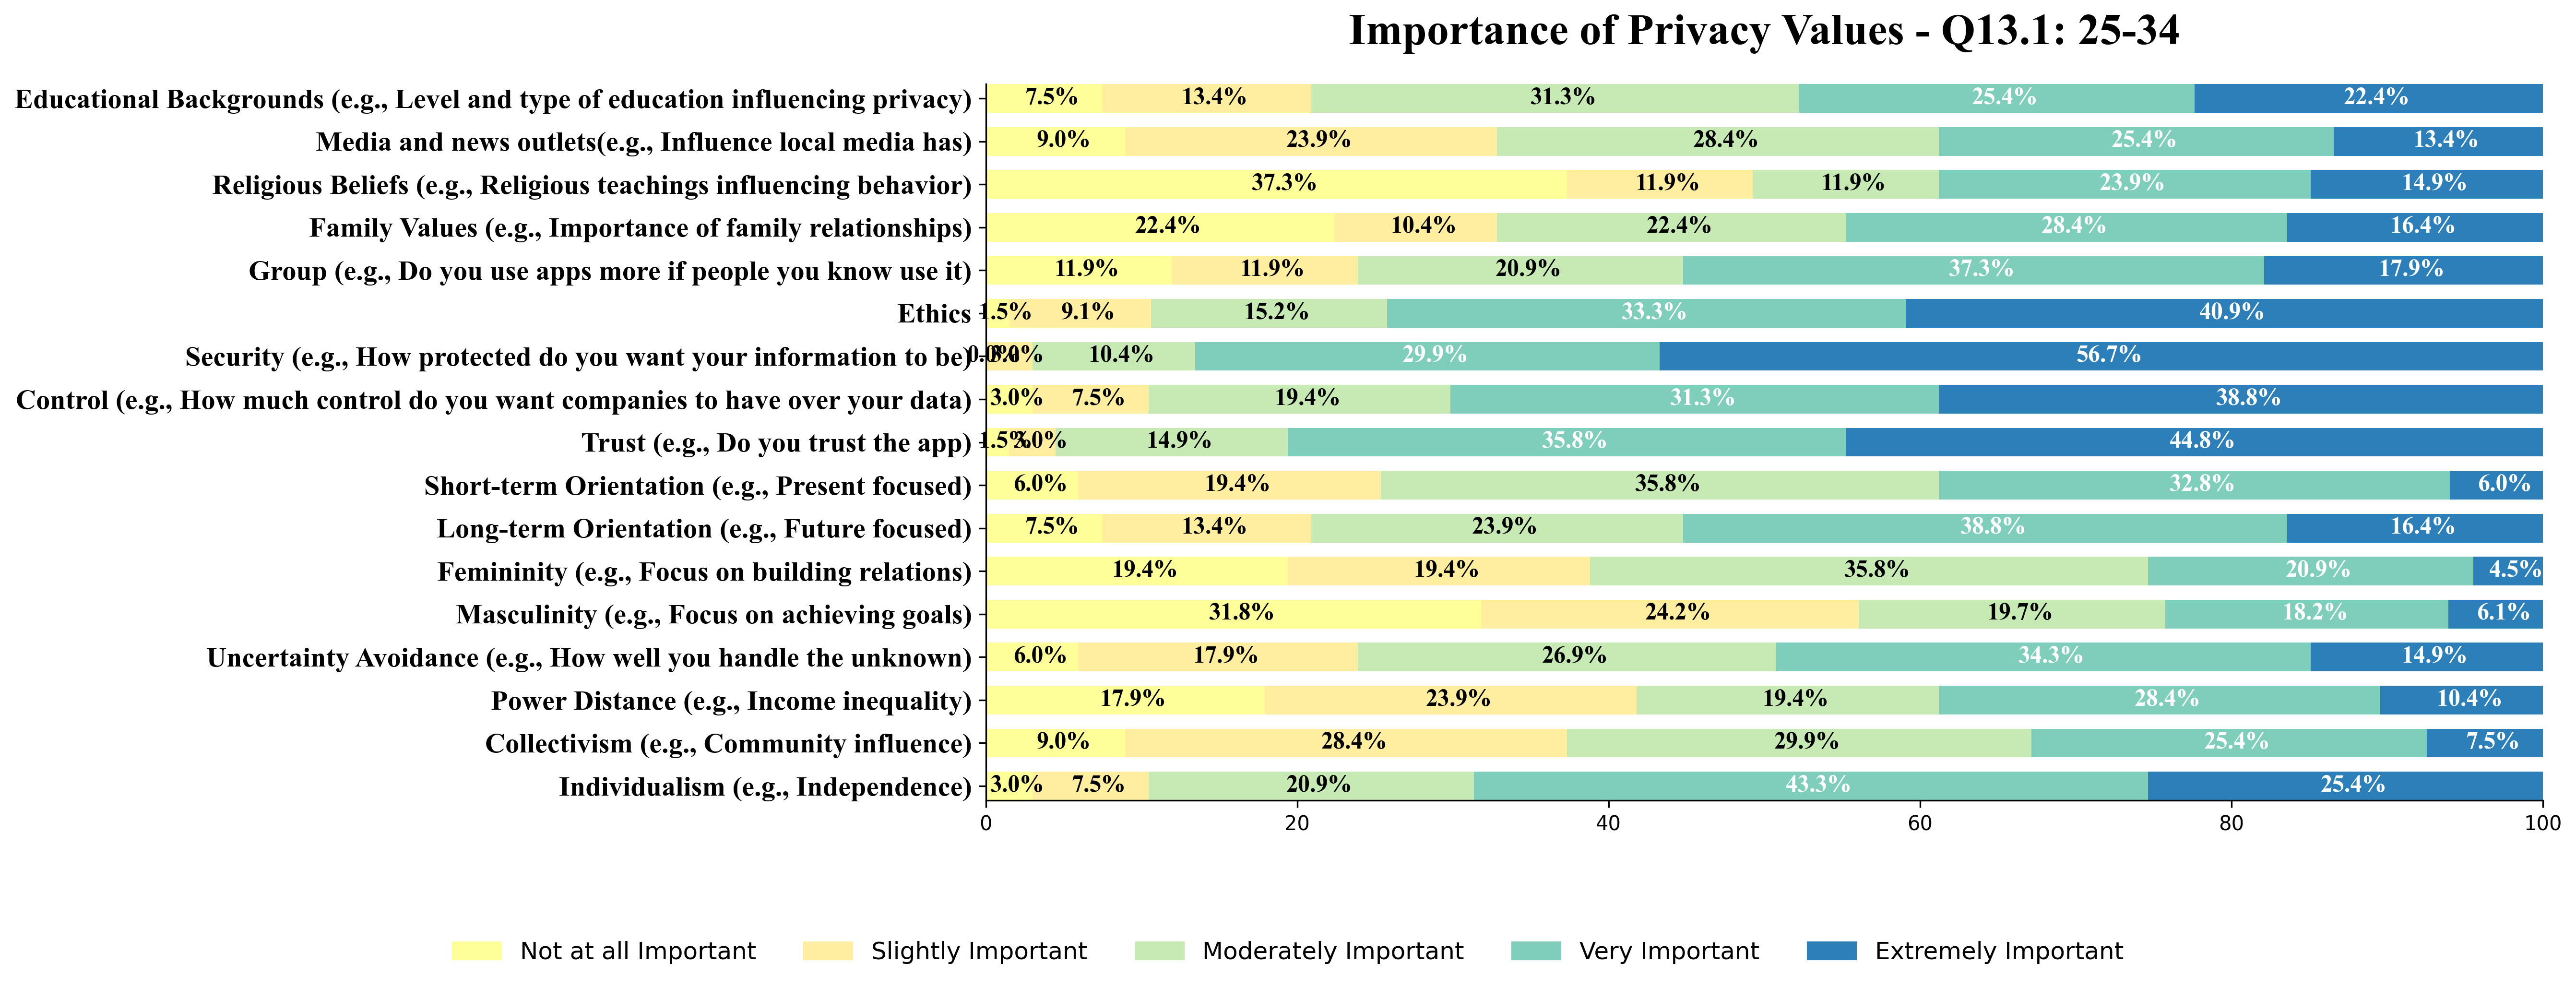 Importance of Privacy Values - Q13.1: 25-34
Educational Backgrounds (e.g., Level and type of education influencing privacy) 7.5% 13.4% 31.3% 25.4% 22.4%
Media and news outlets(e.g., Influence local media has) 9.0% 23.9% 28.4% 25.4% 13.4%
Religious Beliefs (e.g., Religious teachings influencing behavior) 37.3% 11.9% 11.9% 23.9% 14.9%
Family Values (e.g., Importance of family relationships) 22.4% 10.4% 22.4% 28.4% 16.4%
Group (e.g., Do you use apps more if people you know use it) 11.9% 11.9% 20.9% 37.3% 17.9%
Ethics 1.5% 9.1% 15.2% 33.3% 40.9%
Security (e.g., How protected do you want your information to be) 0.0% 3.0% 10.4% 29.9% 56.7%
Control (e.g., How much control do you want companies to have over your data) 3.0% 7.5% 19.4% 31.3% 38.8%
Trust (e.g., Do you trust the app) 1.5% 3.0% 14.9% 35.8% 44.8%
Short-term Orientation (e.g., Present focused) 6.0% 19.4% 35.8% 32.8% 6.0%
Long-term Orientation (e.g., Future focused) 7.5% 13.4% 23.9% 38.8% 16.4%
Femininity (e.g., Focus on building relations) 19.4% 19.4% 35.8% 20.9% 4.5%
Masculinity (e.g., Focus on achieving goals) 31.8% 24.2% 19.7% 18.2% 6.1%
Uncertainty Avoidance (e.g., How well you handle the unknown) 6.0% 17.9% 26.9% 34.3% 14.9%
Power Distance (e.g., Income inequality) 17.9% 23.9% 19.4% 28.4% 10.4%
Collectivism (e.g., Community influence) 9.0% 28.4% 29.9% 25.4% 7.5%
Individualism (e.g., Independence) 3.0% 7.5% 20.9% 43.3% 25.4%
0 20 40 60 80 100
Not at all Important Slightly Important Moderately Important Very Important Extremely Important